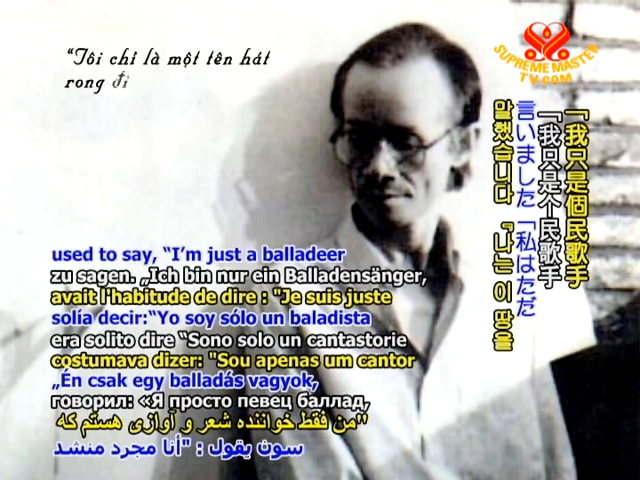 “Tôi chỉ là một tên hát
rong đi
SUPREME MASTER
TV.COM
「我只是個民歌手
「我只是个民歌手
言いました「私はただ
말했습니다 『나는 이 땅을
used to say, “I’m just a balladeer
zu sagen. „Ich bin nur ein Balladensänger,
avait l'habitude de dire : "Je suis juste
solía decir:“Yo soy sólo un baladista
era solito dire “Sono solo un cantastorie
costumava dizer: "Sou apenas um cantor
„Én csak egy balladás vagyok,
говорил: «Я просто певец баллад,
"من فقط خواننده شعر و آوازی هستم که
سون يقول : "أنا مجرد منشد